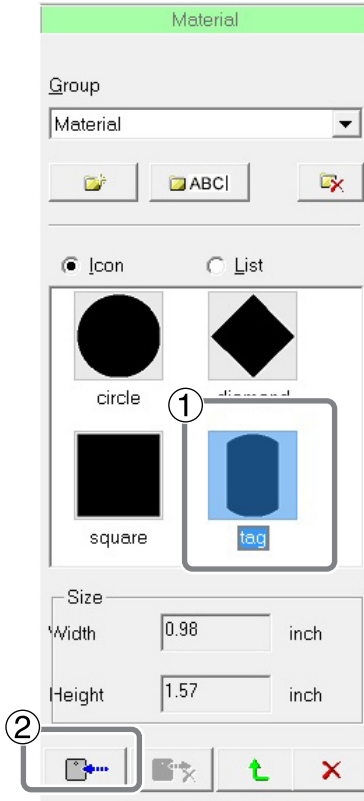 Material
Group
Material
ABC
Icon List
circle diamond
①
square tag
Size
Width 0.98 inch
Height 1.57 inch
②